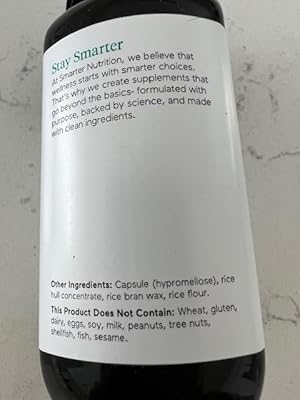 Stay Smarter
At Smarter Nutrition, we believe that
wellness starts with smarter choices.
That's why we create supplements that
go beyond the basics- formulated with
purpose, backed by science, and made
with clean ingredients.
Other Ingredients: Capsule (hypromellose), rice
hull concentrate, rice bran wax, rice flour.
This Product Does Not Contain: Wheat, gluten,
dairy, eggs, soy, milk, peanuts, tree nuts,
shellfish, fish, sesame.